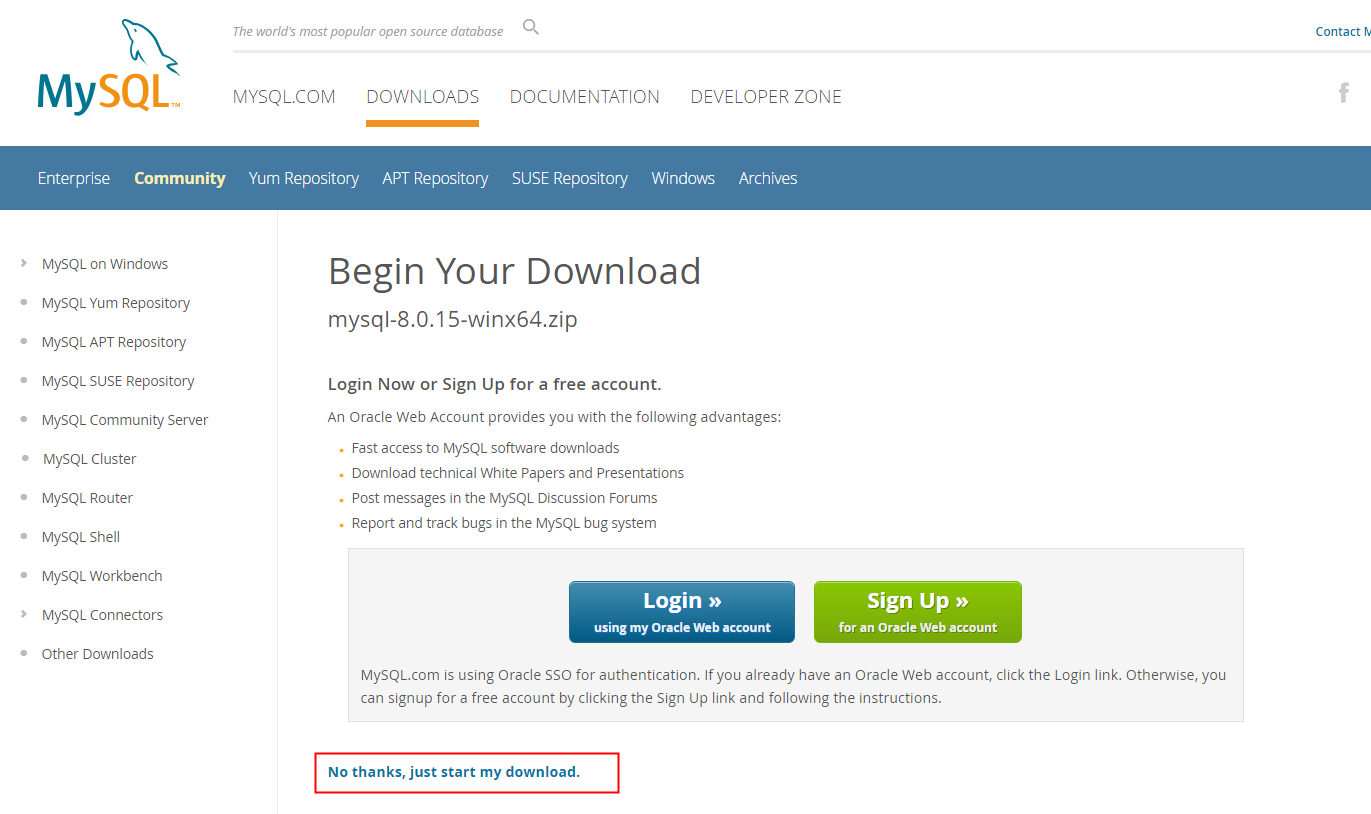 The world's most popular open source database
MySQL™
MYSQL.COM
DOWNLOADS
DOCUMENTATION
DEVELOPER ZONE
Enterprise
Community
Yum Repository
APT Repository
SUSE Repository
Windows
Archives
MySQL on Windows
MySQL Yum Repository
MySQL APT Repository
MySQL SUSE Repository
MySQL Community Server
MySQL Cluster
MySQL Router
MySQL Shell
MySQL Workbench
MySQL Connectors
Other Downloads
Contact M
Begin Your Download
mysql-8.0.15-winx64.zip
Login Now or Sign Up for a free account.
An Oracle Web Account provides you with the following advantages:
Fast access to MySQL software downloads
Download technical White Papers and Presentations
Post messages in the MySQL Discussion Forums
Report and track bugs in the MySQL bug system
Login »
using my Oracle Web account
Sign Up »
for an Oracle Web account
MySQL.com is using Oracle SSO for authentication. If you already have an Oracle Web account, click the Login link. Otherwise, you
can signup for a free account by clicking the Sign Up link and following the instructions.
No thanks, just start my download.